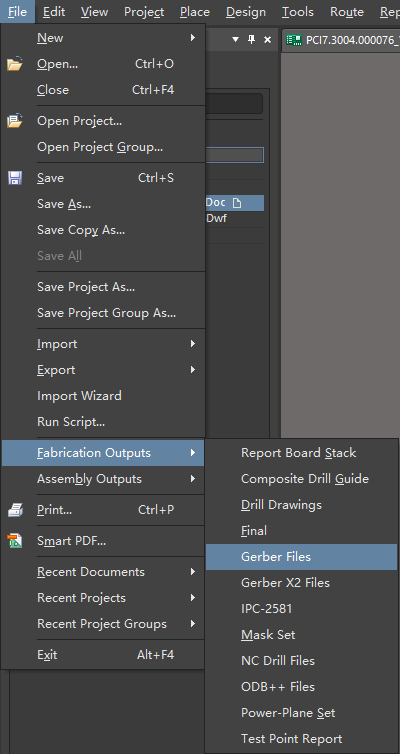 File Edit View Project Place Design Tools Route Rep
New
PCI7.3004.000076_
Open... Ctrl+O
Close Ctrl+F4
Open Project...
Open Project Group...
Save Ctrl+S
Save As...
Doc
Save Copy As...
Dwf
Save All
Save Project As...
Save Project Group As...
Import
Export
Import Wizard
Run Script...
Fabrication Outputs
Assembly Outputs
Print... Ctrl+P
Smart PDF...
Recent Documents
Recent Projects
Recent Project Groups
Exit Alt+F4
Report Board Stack
Composite Drill Guide
Drill Drawings
Final
Gerber Files
Gerber X2 Files
IPC-2581
Mask Set
NC Drill Files
ODB++ Files
Power-Plane Set
Test Point Report